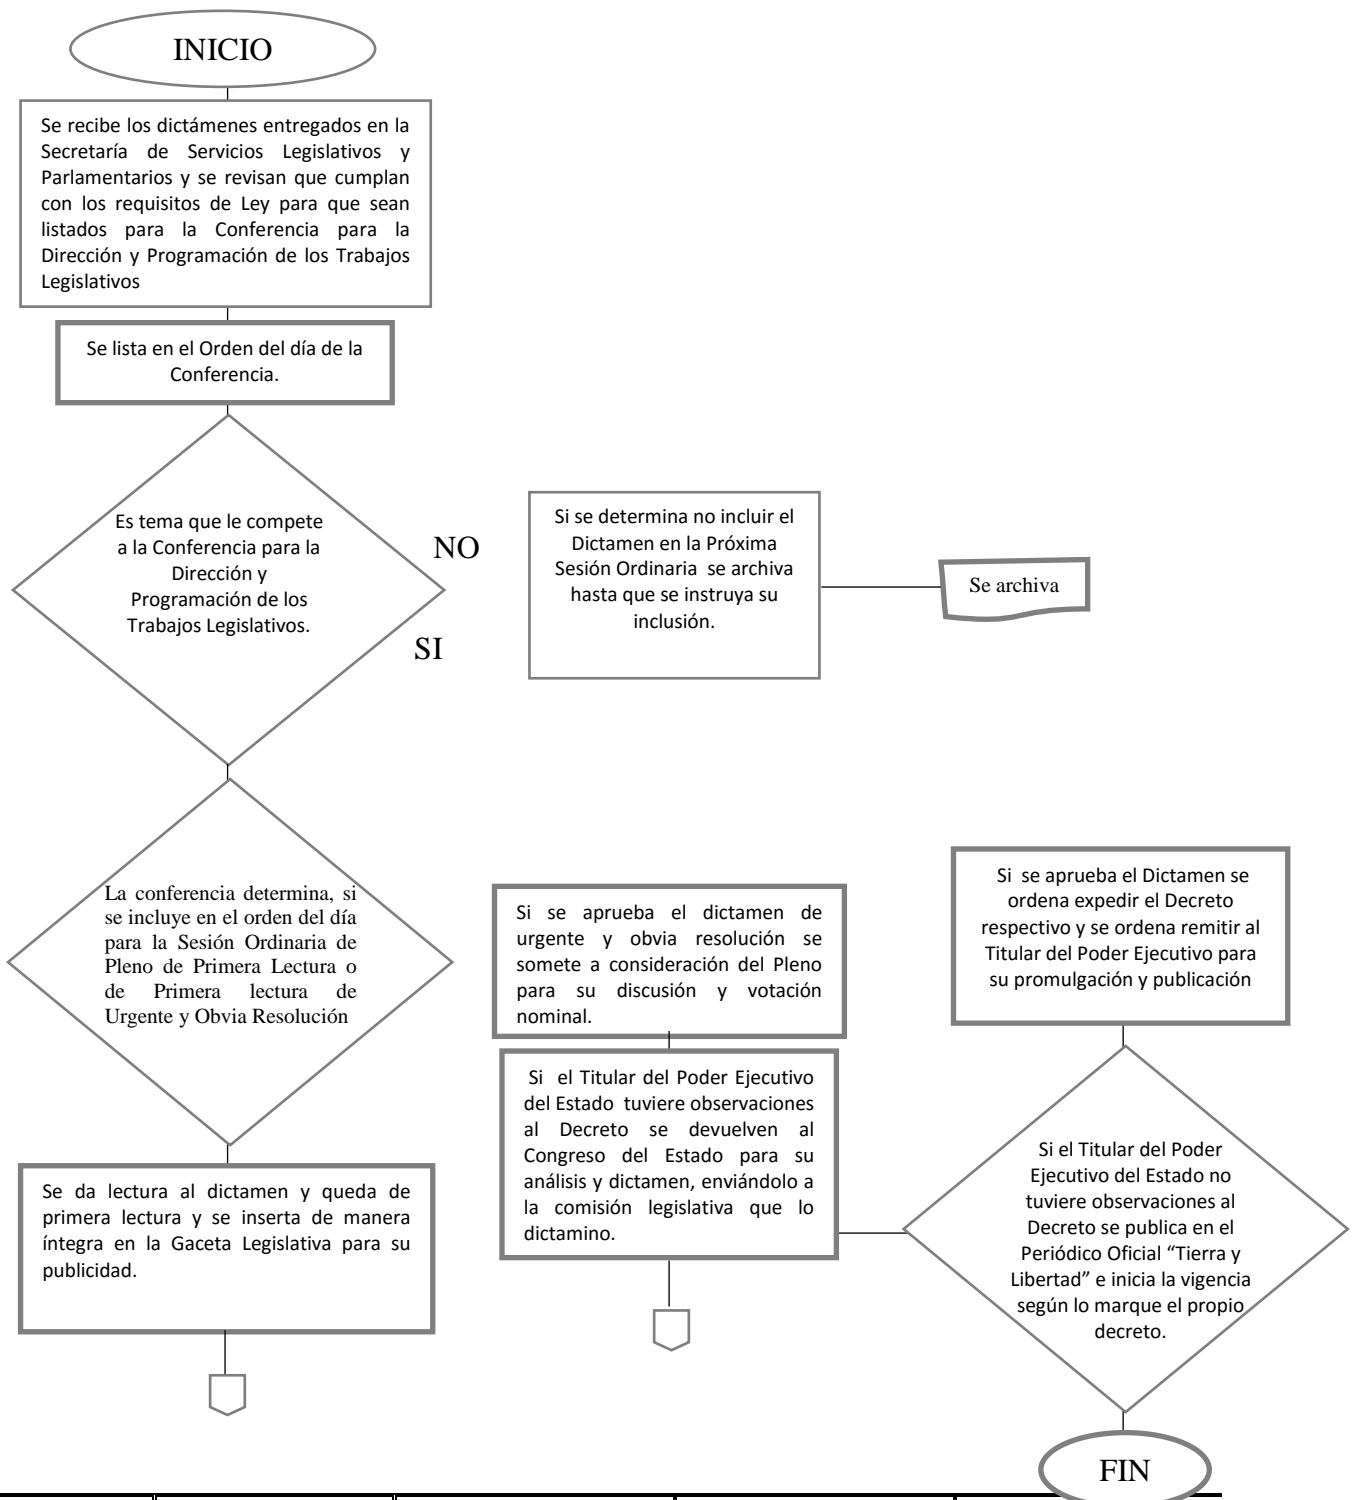 INICIO
Se recibe los dictámenes entregados en la
Secretaría de Servicios Legislativos y
Parlamentarios y se revisan que cumplan
con los requisitos de Ley para que sean
listados para la Conferencia para la
Dirección y Programación de los Trabajos
Legislativos
Se lista en el Orden del día de la
Conferencia.
Es tema que le compete
a la Conferencia para la
Dirección y
Programación de los
Trabajos Legislativos.
NO
SI
Si se determina no incluir el
Dictamen en la Próxima
Sesión Ordinaria se archiva
hasta que se instruya su
inclusión.
Se archiva
La conferencia determina, si
se incluye en el orden del día
para la Sesión Ordinaria de
Pleno de Primera Lectura o
de Primera lectura de
Urgente y Obvia Resolución
Se da lectura al dictamen y queda de
primera lectura y se inserta de manera
íntegra en la Gaceta Legislativa para su
publicidad.
Si se aprueba el dictamen de
urgente y obvia resolución se
somete a consideración del Pleno
para su discusión y votación
nominal.
Si el Titular del Poder Ejecutivo
del Estado tuviere observaciones
al Decreto se devuelven al
Congreso del Estado para su
análisis y dictamen, enviándolo a
la comisión legislativa que lo
dictamino.
Si se aprueba el Dictamen se
ordena expedir el Decreto
respectivo y se ordena remitir al
Titular del Poder Ejecutivo para
su promulgación y publicación
Si el Titular del Poder
Ejecutivo del Estado no
tuviere observaciones al
Decreto se publica en el
Periódico Oficial “Tierra y
Libertad” e inicia la vigencia
según lo marque el propio
decreto.
FIN